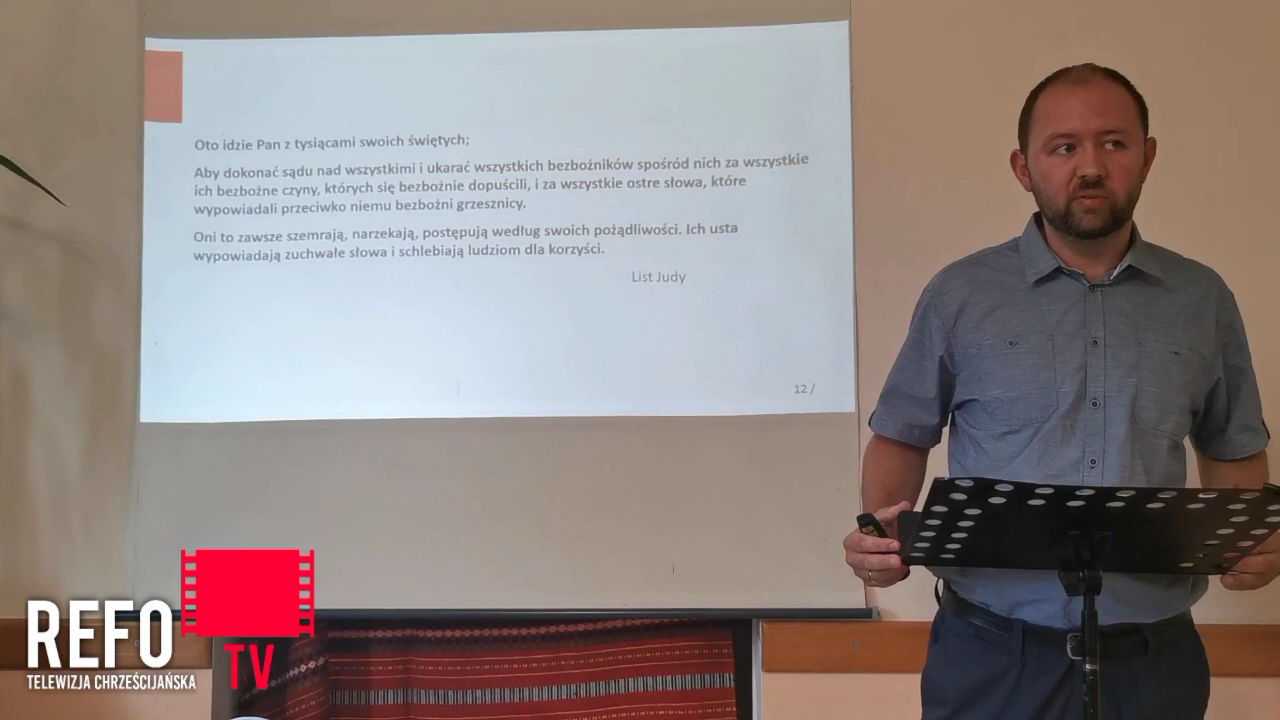 Oto idzie Pan z tysiącami swoich świętych;
Aby dokonać sądu nad wszystkimi i ukarać wszystkich bezbożników spośród nich za wszystkie
ich bezbożne czyny, których się bezbożnie dopuścili, i za wszystkie ostre słowa, które
wypowiadali przeciwko niemu bezbożni grzesznicy.
Oni to zawsze szemrają, narzekają, postępują według swoich pożądliwości. Ich usta
wypowiadają zuchwałe słowa i schlebiają ludziom dla korzyści.
List Judy
12 /
REFO
TV
TELEWIZJA CHRZEŚCIJAŃSKA